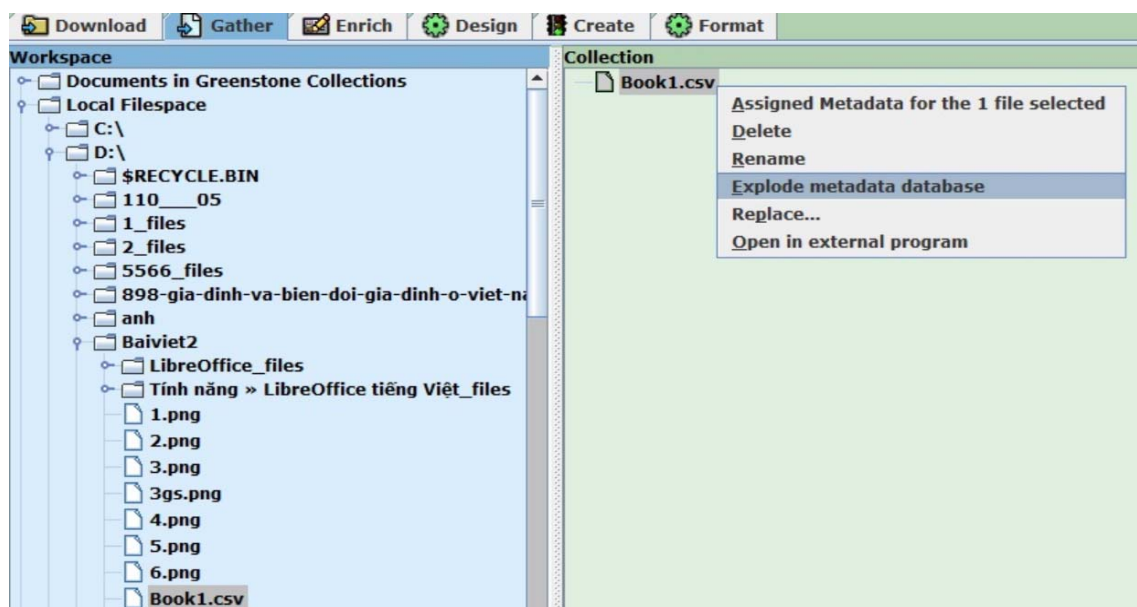 Download Gather Enrich Design Create Format
Workspace
Documents in Greenstone Collections
Local Filespace
C:\
D:\
$RECYCLE.BIN
110___05
1_files
2_files
5566_files
898-gia-dinh-va-bien-doi-gia-dinh-o-viet-na
anh
Baiviet2
LibreOffice_files
Tính năng » LibreOffice tiếng Việt_files
1.png
2.png
3.png
3gs.png
4.png
5.png
6.png
Book1.csv
Collection
Book1.csv
Assigned Metadata for the 1 file selected
Delete
Rename
Explode metadata database
Replace...
Open in external program